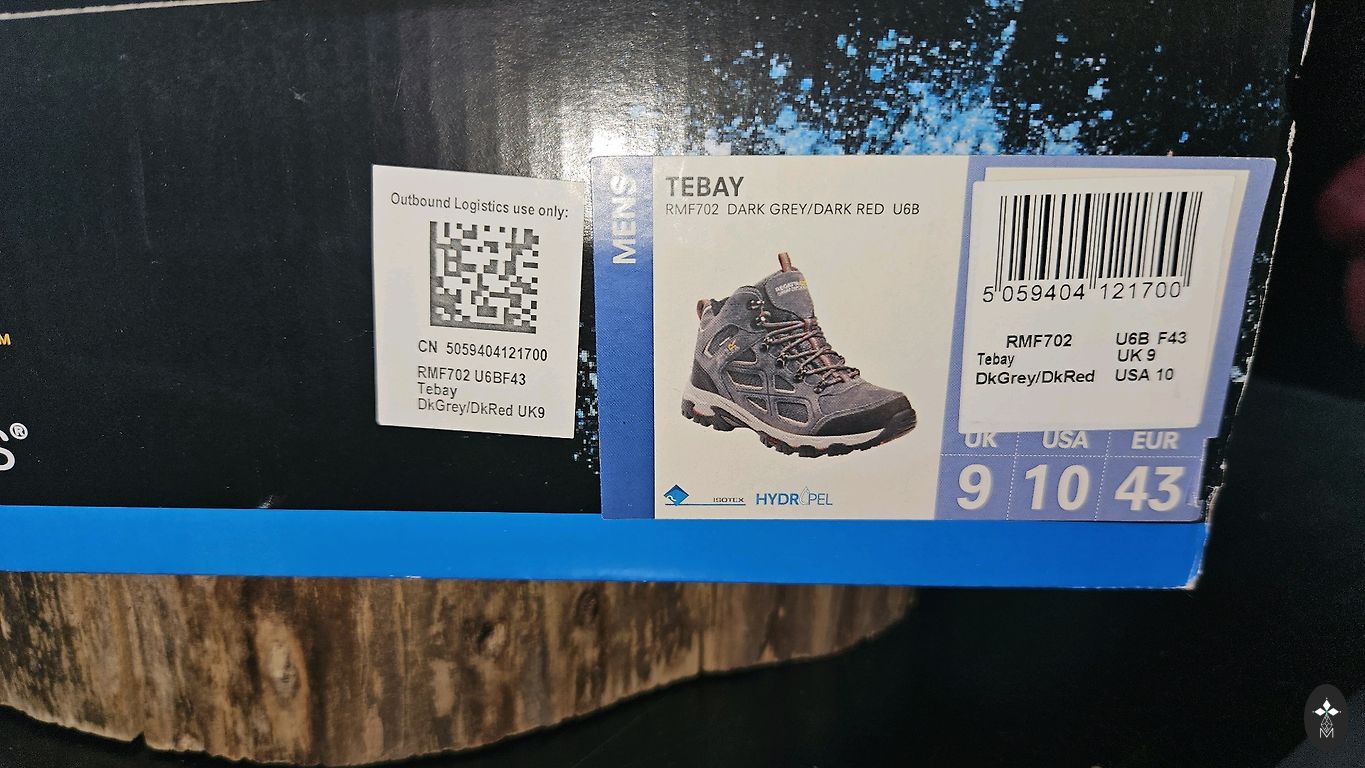 Outbound Logistics use only:
CN 5059404121700
RMF702 U6BF43
Tebay
DkGrey/DkRed UK9
MENS
TEBAY
RMF702 DARK GREY/DARK RED U6B
ISOTEX HYDROPEL
5 059404 121700
RMF702 U6B F43
Tebay UK 9
DkGrey/DkRed USA 10
UK USA EUR
9 10 43
S®
M
M